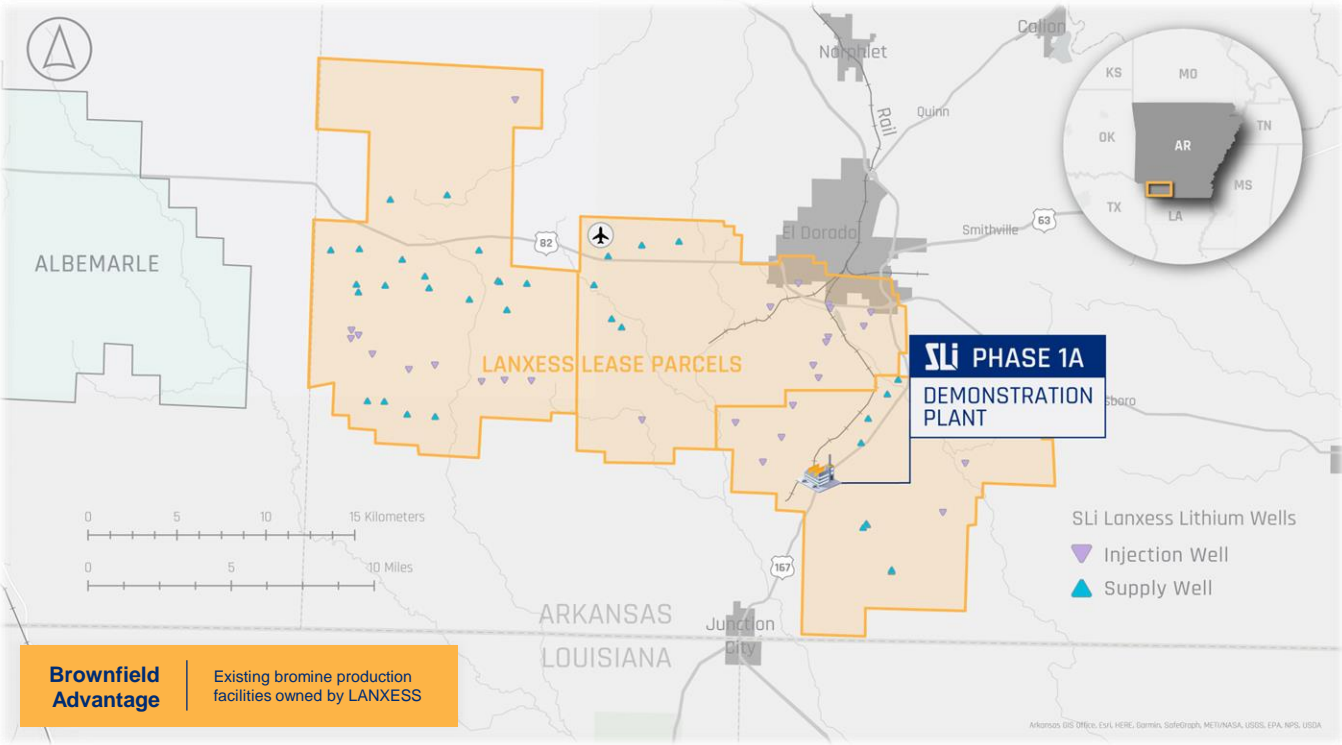 Calion
Norphlet
Rail
Quinn
KS
MO
OK
AR
TN
MS
TX
LA
63
Smithville
El Dorado
82
ALBEMARLE
LANXESS LEASE PARCELS
SLi PHASE 1A
DEMONSTRATION
PLANT
sboro
0 5 10 15 Kilometers
0 5 10 Miles
SLi Lanxess Lithium Wells
Injection Well
Supply Well
167
ARKANSAS
LOUISIANA
Junction
City
Brownfield
Advantage
Existing bromine production
facilities owned by LANXESS
Arkansas GIS Office, Esri, HERE, Garmin, SafeGraph, METI/NASA, USGS, EPA, NPS, USDA